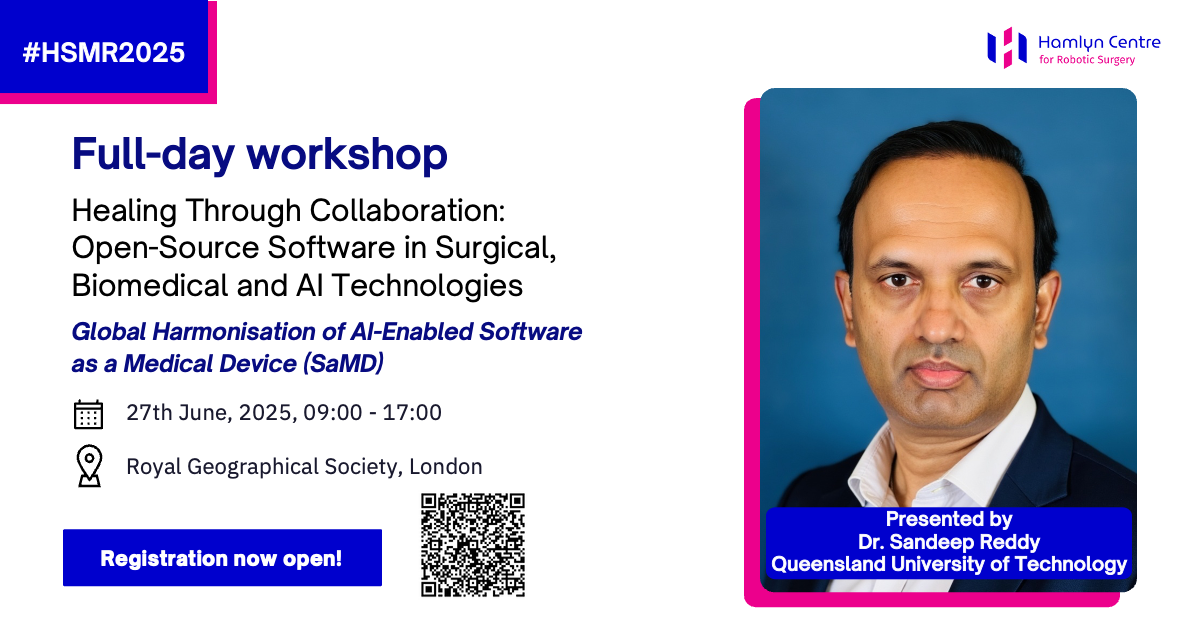 #HSMR2025
Hamlyn Centre
for Robotic Surgery
Full-day workshop
Healing Through Collaboration:
Open-Source Software in Surgical,
Biomedical and AI Technologies
Global Harmonisation of AI-Enabled Software
as a Medical Device (SaMD)
27th June, 2025, 09:00 - 17:00
Royal Geographical Society, London
Registration now open!
Presented by
Dr. Sandeep Reddy
Queensland University of Technology